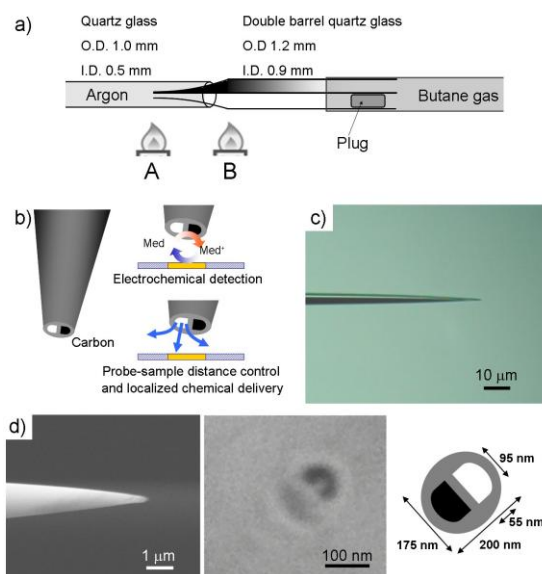 a)
Quartz glass
O.D. 1.0 mm
I.D. 0.5 mm
Double barrel quartz glass
O.D 1.2 mm
I.D. 0.9 mm
Argon
Butane gas
Plug
A
B
b)
Med
Med⁺
Electrochemical detection
Carbon
Probe-sample distance control
and localized chemical delivery
c)
10 μm
d)
1 μm
100 nm
95 nm
55 nm
175 nm
200 nm